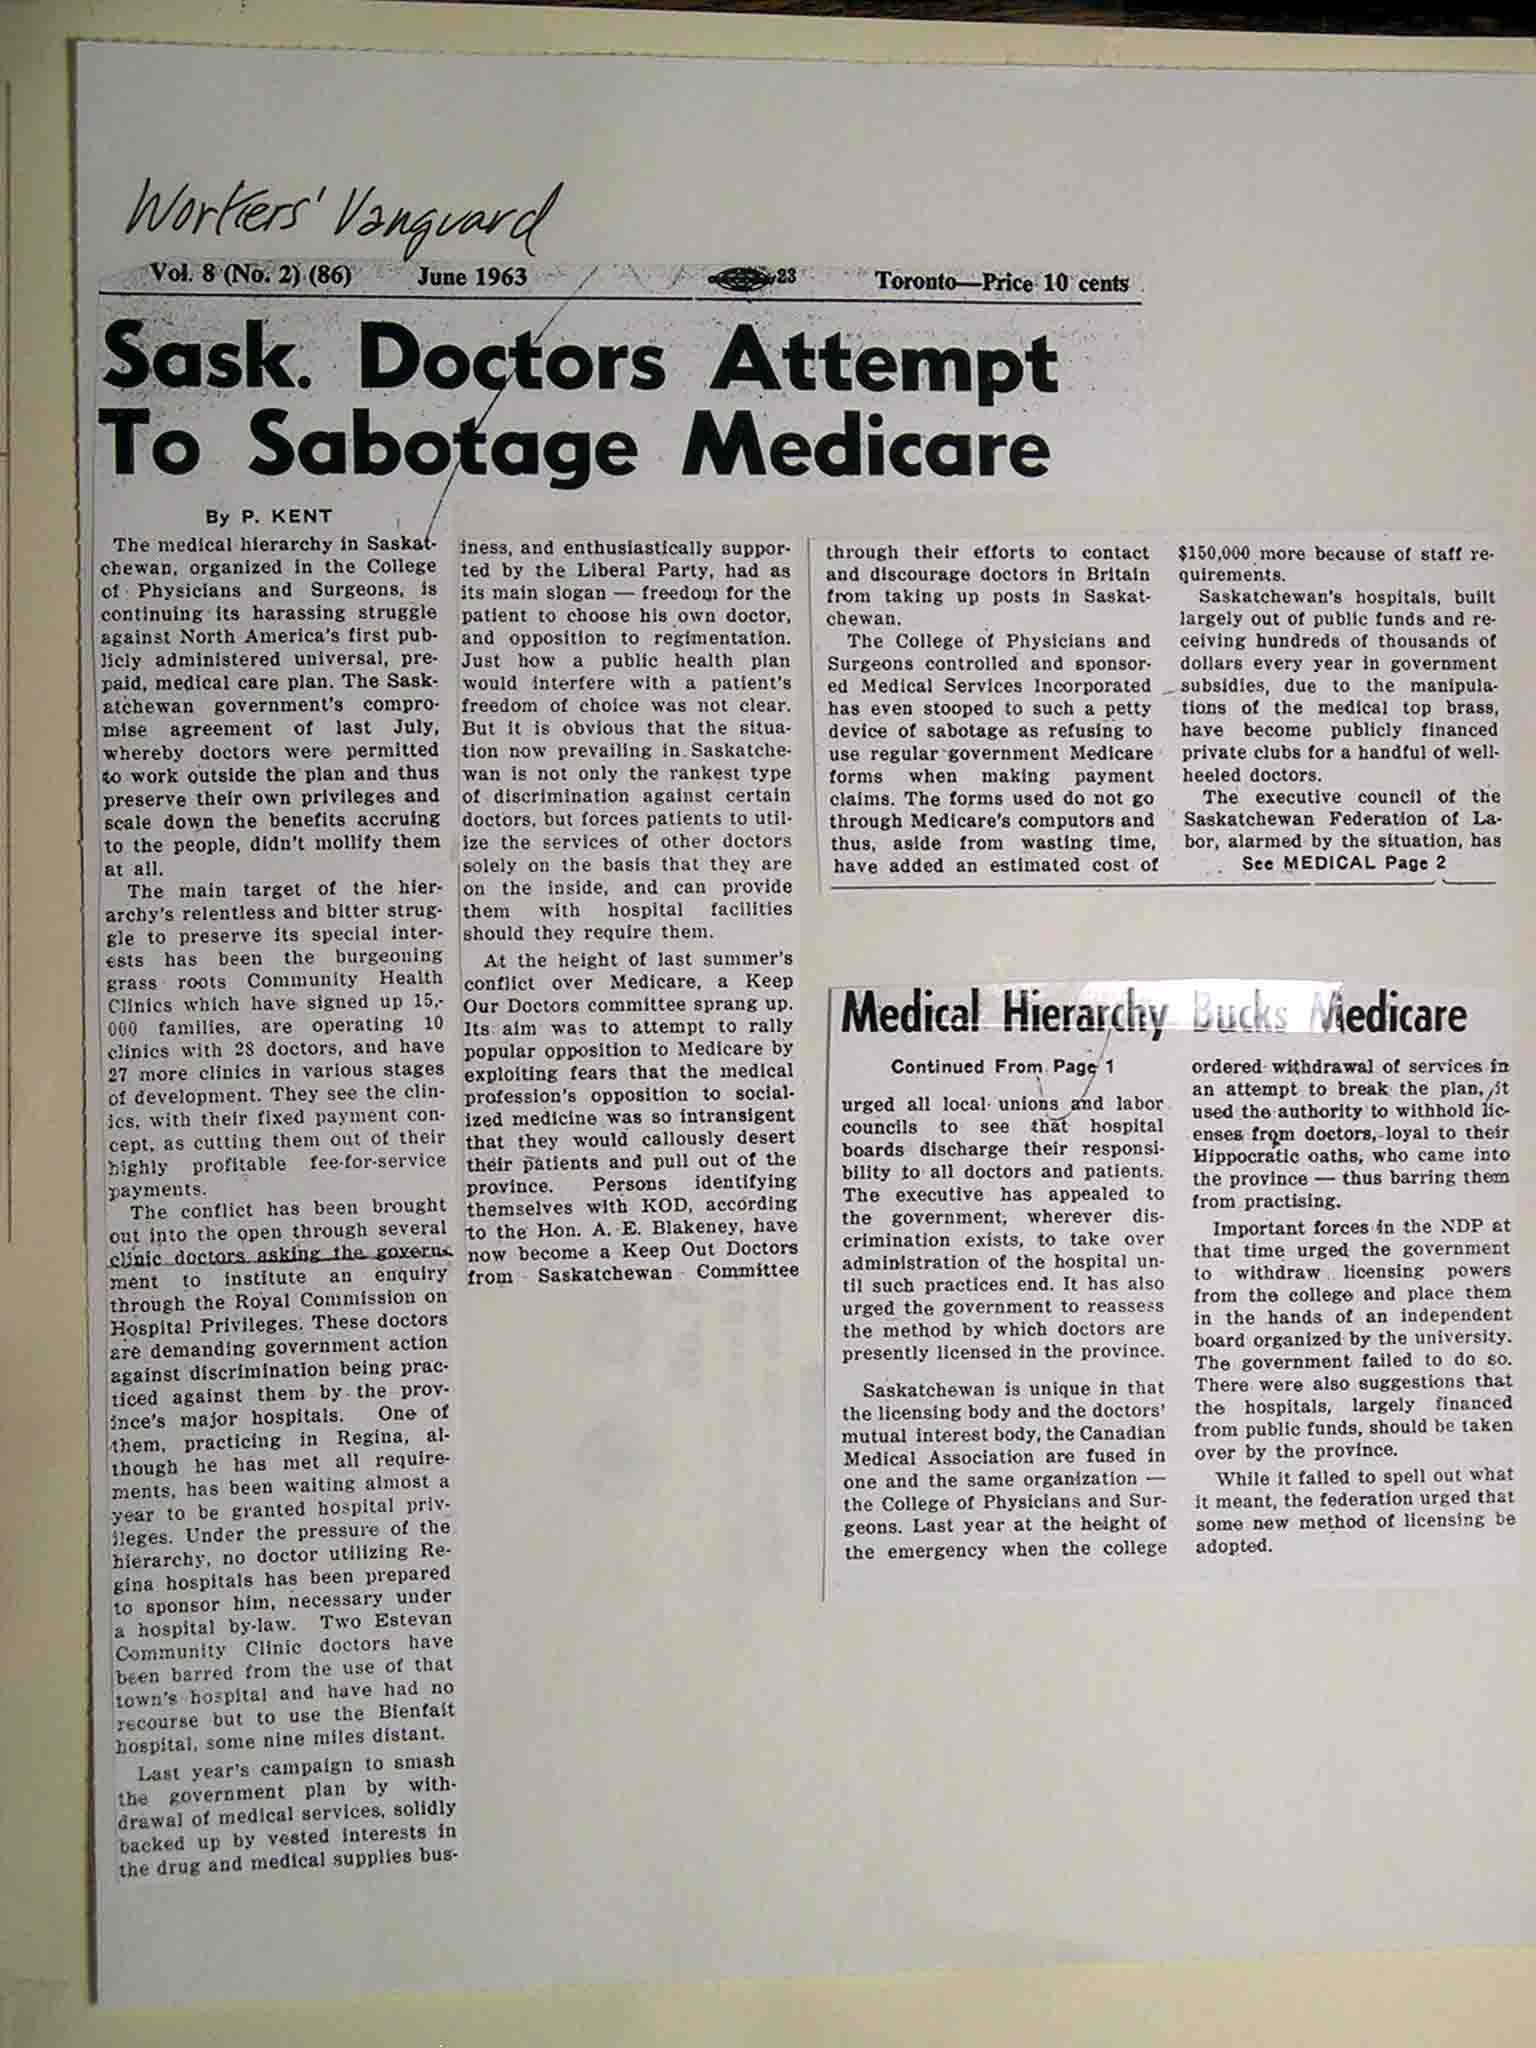 Workers' Vanguard
Vol. 8 (No. 2) (86) June 1963 23 Toronto—Price 10 cents
Sask. Doctors Attempt
To Sabotage Medicare
By P. KENT
The medical hierarchy in Saskat-
chewan, organized in the College
of Physicians and Surgeons, is
continuing its harassing struggle
against North America's first pub-
licly administered universal, pre-
paid, medical care plan. The Sask-
atchewan government's compro-
mise agreement of last July,
whereby doctors were permitted
to work outside the plan and thus
preserve their own privileges and
scale down the benefits accruing
to the people, didn't mollify them
at all.
The main target of the hier-
archy's relentless and bitter strug-
gle to preserve its special inter-
ests has been the burgeoning
grass roots Community Health
Clinics which have signed up 15,-
000 families, are operating 10
clinics with 28 doctors, and have
27 more clinics in various stages
of development. They see the clin-
ics, with their fixed payment con-
cept, as cutting them out of their
highly profitable fee-for-service
payments.
The conflict has been brought
out into the open through several
clinic doctors asking the govern-
ment to institute an enquiry
through the Royal Commission on
Hospital Privileges. These doctors
are demanding government action
against discrimination being prac-
ticed against them by the prov-
ince's major hospitals. One of
them, practicing in Regina, al-
though he has met all require-
ments, has been waiting almost a
year to be granted hospital priv-
ileges. Under the pressure of the
hierarchy, no doctor utilizing Re-
gina hospitals has been prepared
to sponsor him, necessary under
a hospital by-law. Two Estevan
Community Clinic doctors have
been barred from the use of that
town's hospital and have had no
recourse but to use the Bienfait
hospital, some nine miles distant.
Last year's campaign to smash
the government plan by with-
drawal of medical services, solidly
backed up by vested interests in
the drug and medical supplies bus-
iness, and enthusiastically suppor-
ted by the Liberal Party, had as
its main slogan — freedom for the
patient to choose his own doctor,
and opposition to regimentation.
Just how a public health plan
would interfere with a patient's
freedom of choice was not clear.
But it is obvious that the situa-
tion now prevailing in Saskatche-
wan is not only the rankest type
of discrimination against certain
doctors, but forces patients to util-
ize the services of other doctors
solely on the basis that they are
on the inside, and can provide
them with hospital facilities
should they require them.
At the height of last summer's
conflict over Medicare, a Keep
Our Doctors committee sprang up.
Its aim was to attempt to rally
popular opposition to Medicare by
exploiting fears that the medical
profession's opposition to social-
ized medicine was so intransigent
that they would callously desert
their patients and pull out of the
province. Persons identifying
themselves with KOD, according
to the Hon. A. E. Blakeney, have
now become a Keep Out Doctors
from Saskatchewan Committee
through their efforts to contact
and discourage doctors in Britain
from taking up posts in Saskat-
chewan.
The College of Physicians and
Surgeons controlled and sponsor-
ed Medical Services Incorporated
has even stooped to such a petty
device of sabotage as refusing to
use regular government Medicare
forms when making payment
claims. The forms used do not go
through Medicare's computors and
thus, aside from wasting time,
have added an estimated cost of
$150,000 more because of staff re-
quirements.
Saskatchewan's hospitals, built
largely out of public funds and re-
ceiving hundreds of thousands of
dollars every year in government
subsidies, due to the manipula-
tions of the medical top brass,
have become publicly financed
private clubs for a handful of well-
heeled doctors.
The executive council of the
Saskatchewan Federation of La-
bor, alarmed by the situation, has
See MEDICAL Page 2
Medical Hierarchy Bucks Medicare
Continued From Page 1
urged all local unions and labor
councils to see that hospital
boards discharge their responsi-
bility to all doctors and patients.
The executive has appealed to
the government, wherever dis-
crimination exists, to take over
administration of the hospital un-
til such practices end. It has also
urged the government to reassess
the method by which doctors are
presently licensed in the province.
Saskatchewan is unique in that
the licensing body and the doctors'
mutual interest body, the Canadian
Medical Association are fused in
one and the same organization —
the College of Physicians and Sur-
geons. Last year at the height of
the emergency when the college
ordered withdrawal of services in
an attempt to break the plan, it
used the authority to withhold lic-
enses from doctors, loyal to their
Hippocratic oaths, who came into
the province — thus barring them
from practising.
Important forces in the NDP at
that time urged the government
to withdraw licensing powers
from the college and place them
in the hands of an independent
board organized by the university.
The government failed to do so.
There were also suggestions that
the hospitals, largely financed
from public funds, should be taken
over by the province.
While it failed to spell out what
it meant, the federation urged that
some new method of licensing be
adopted.